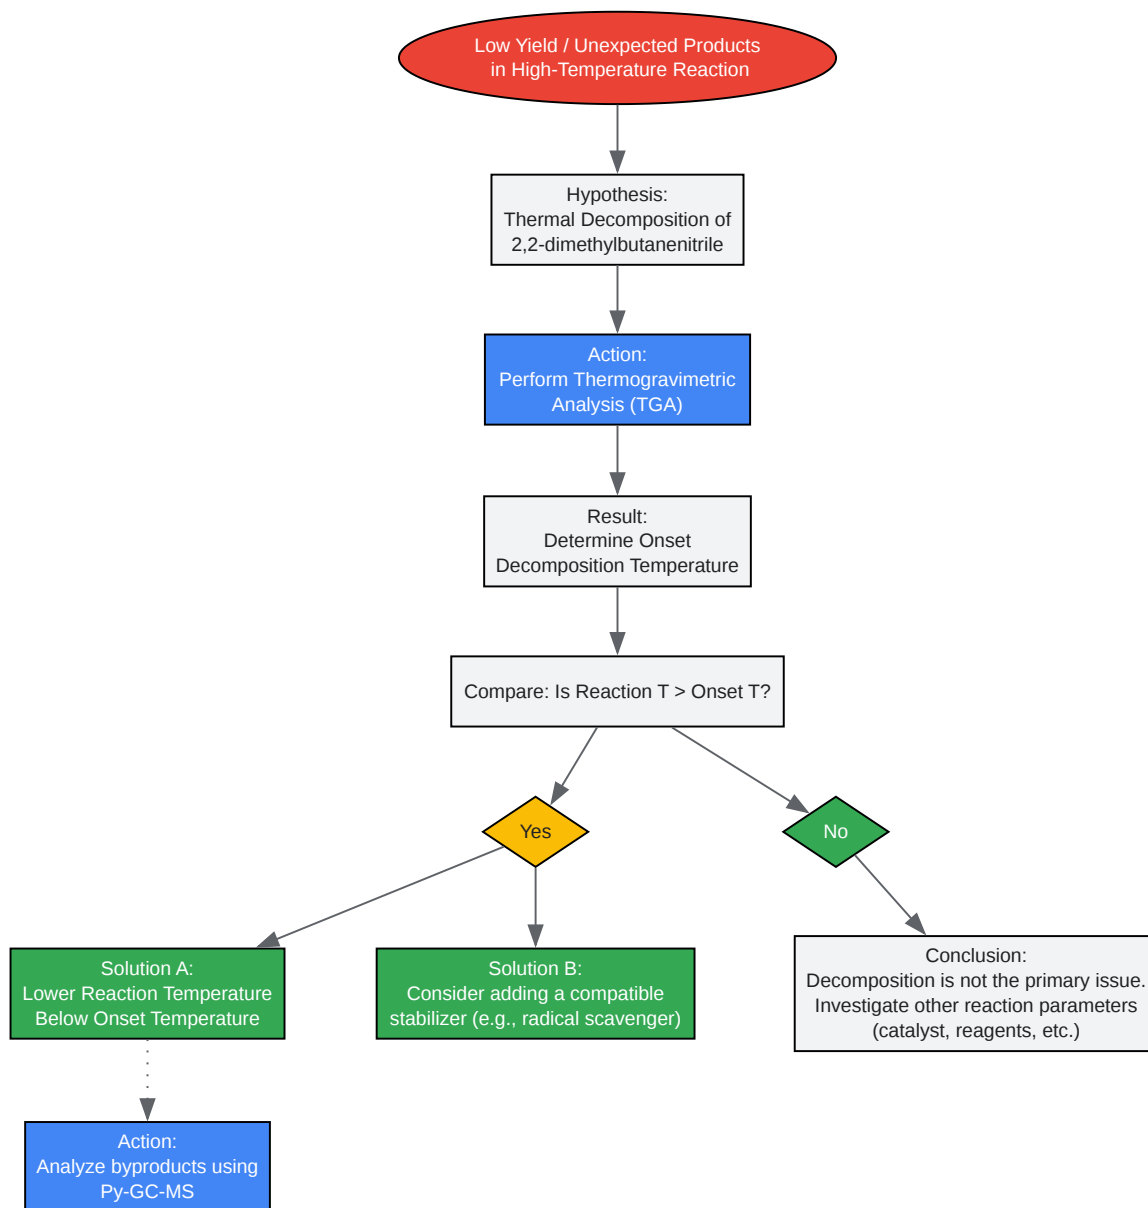 Low Yield / Unexpected Products
in High-Temperature Reaction
Hypothesis:
Thermal Decomposition of
2,2-dimethylbutanenitrile
Action:
Perform Thermogravimetric
Analysis (TGA)
Result:
Determine Onset
Decomposition Temperature
Compare: Is Reaction T > Onset T?
Yes
No
Solution A:
Lower Reaction Temperature
Below Onset Temperature
Solution B:
Consider adding a compatible
stabilizer (e.g., radical scavenger)
Conclusion:
Decomposition is not the primary issue.
Investigate other reaction parameters
(catalyst, reagents, etc.)
Action:
Analyze byproducts using
Py-GC-MS